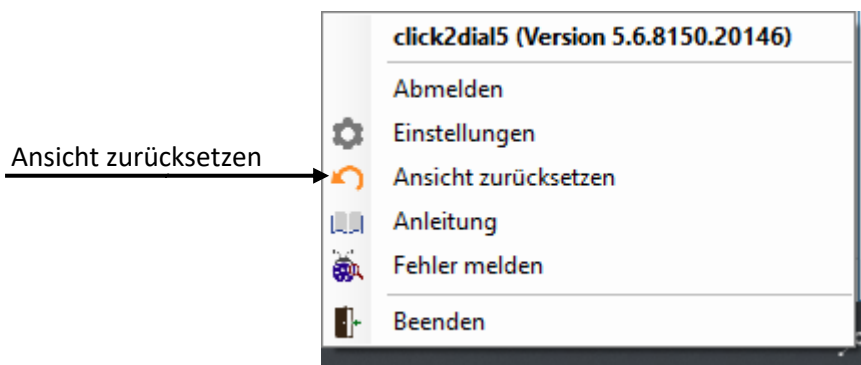 click2dial5 (Version 5.6.8150.20146)
Abmelden
Einstellungen
Ansicht zurücksetzen
Ansicht zurücksetzen
Anleitung
Fehler melden
Beenden